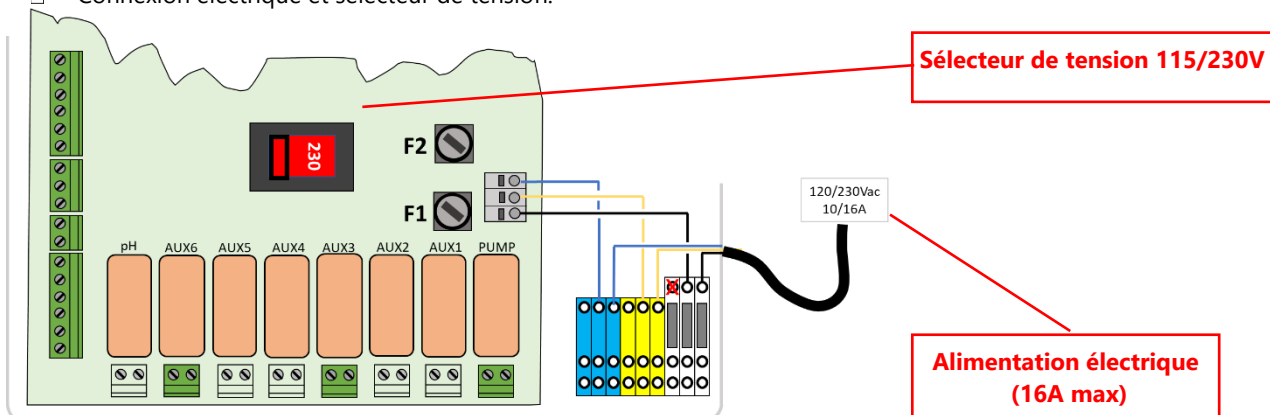 Connexion électrique et sélecteur de tension.
Sélecteur de tension 115/230V
230
F2
F1
120/230Vac
10/16A
pH AUX6 AUX5 AUX4 AUX3 AUX2 AUX1 PUMP
Alimentation électrique
(16A max)